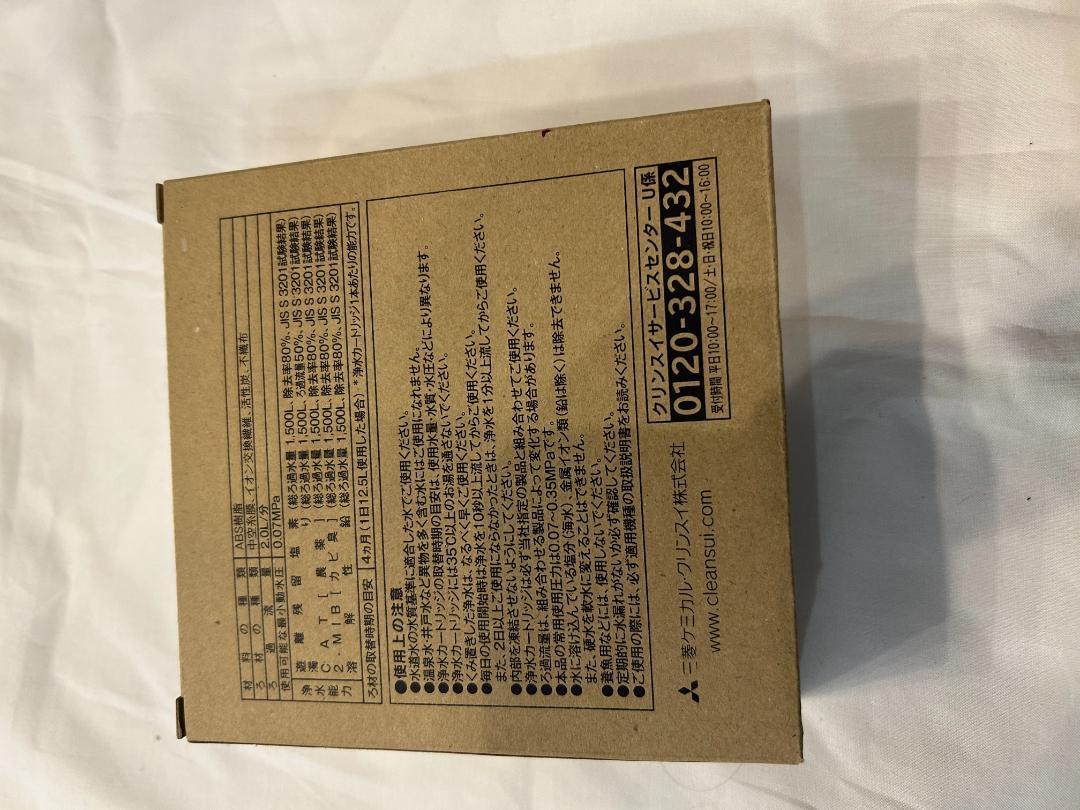 材料の種類 ABS樹脂
ろ材の種類 中空糸膜、イオン交換繊維、活性炭、不織布
ろ過流量 2.0L/分
使用可能な最小動水圧 0.07MPa
浄水能力 遊離残留塩素 (総ろ過水量 1,500L、除去率80%、JIS S 3201試験結果)
濁り (総ろ過水量 1,500L、ろ過流量50%、JIS S 3201試験結果)
CAT[農薬] (総ろ過水量 1,500L、除去率80%、JIS S 3201試験結果)
2-MIB[カビ臭] (総ろ過水量 1,500L、除去率80%、JIS S 3201試験結果)
溶解性鉛 (総ろ過水量 1,500L、除去率80%、JIS S 3201試験結果)
ろ材の取替時期の目安 4ヵ月(1日12.5L使用した場合) *浄水カートリッジ1本あたりの能力です。
●使用上の注意
●水道水の水質基準に適合した水でご使用ください。
●温泉水・井戸水など異物を多く含む水にはご使用になれません。
●浄水カートリッジの取替時期の目安は、使用水量・水質・水圧などにより異なります。
●浄水カートリッジには35℃以上のお湯を通さないでください。
●くみ置きした浄水は、なるべく早くご使用ください。
●毎日の使用開始時は浄水を10秒以上流してからご使用ください。
また、2日以上ご使用にならなかったときは、浄水を1分以上流してからご使用ください。
●内部を凍結させないようにしてください。
●浄水カートリッジは必ず当社指定の製品と組み合わせてご使用ください。
●ろ過流量は、組み合わせる製品によって変化する場合があります。
●本品の常用使用圧力は0.07~0.35MPaです。
●水に溶け込んでいる塩分(海水)、金属イオン類(鉛は除く)は除去できません。
また、硬水を軟水に変えることはできません。
●養魚用などには、使用しないでください。
●定期的に水漏れがないか必ず確認してください。
●ご使用の際には、必ず適用機種の取扱説明書をお読みください。
三菱ケミカル・クリンスイ株式会社
www.cleansui.com
クリンスイサービスセンター U係
0120-328-432
受付時間 平日10:00~17:00/土・日・祝日10:00~16:00